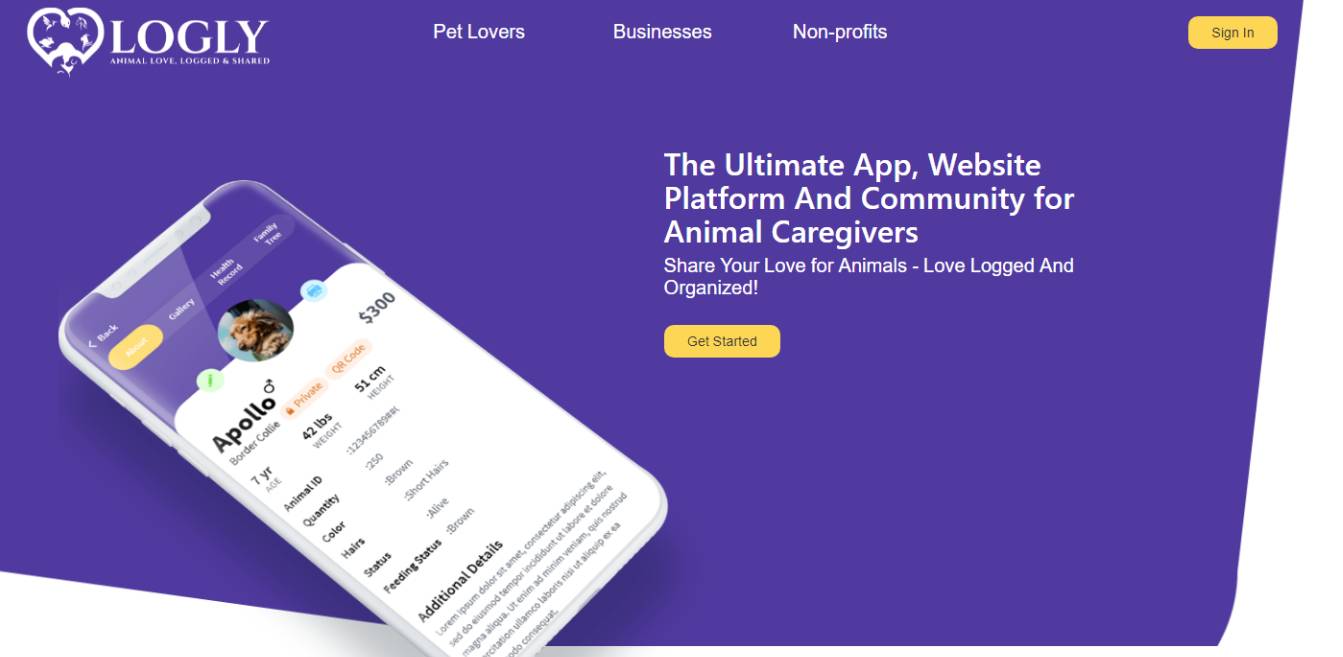 LOGLY
ANIMAL LOVE, LOGGED & SHARED
Pet Lovers
Businesses
Non-profits
Sign In
The Ultimate App, Website
Platform And Community for
Animal Caregivers
Share Your Love for Animals - Love Logged And
Organized!
Get Started
Back
About
Gallery
Health
Record
Family
Tree
$300
Apollo
Border Collie
Private
QR Code
7 yr
AGE
42 lbs
WEIGHT
51 cm
HEIGHT
Animal ID
Quantity :250
Color :Brown
Hairs :Short Hairs
Status :Alive
Feeding Status :Brown
Additional Details
Lorem ipsum dolor sit amet, consectetur adipiscing elit,
sed do eiusmod tempor incididunt ut labore et dolore
magna aliqua. Ut enim ad minim veniam, quis nostrud
ullamco laboris nisi ut aliquip ex ea
consequat.